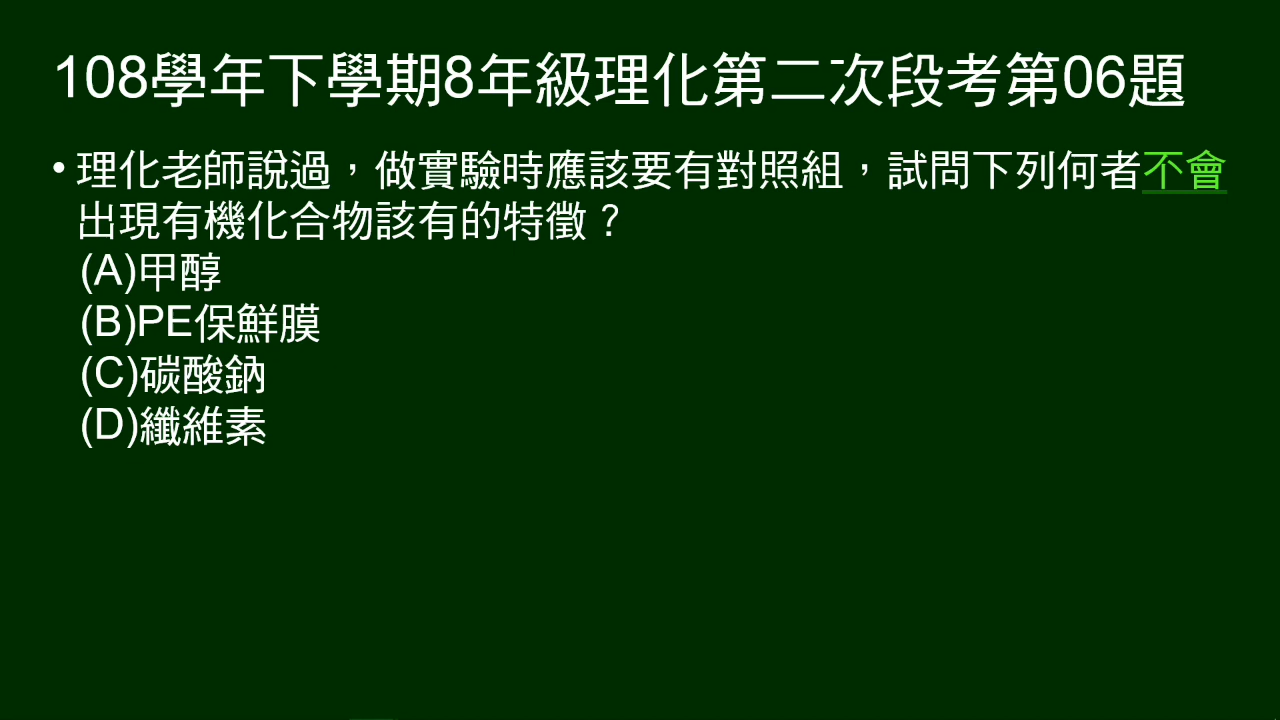 108學年下學期8年級理化第二次段考第06題
•理化老師說過，做實驗時應該要有對照組，試問下列何者不會
出現有機化合物該有的特徵？
(A)甲醇
(B)PE保鮮膜
(C)碳酸鈉
(D)纖維素